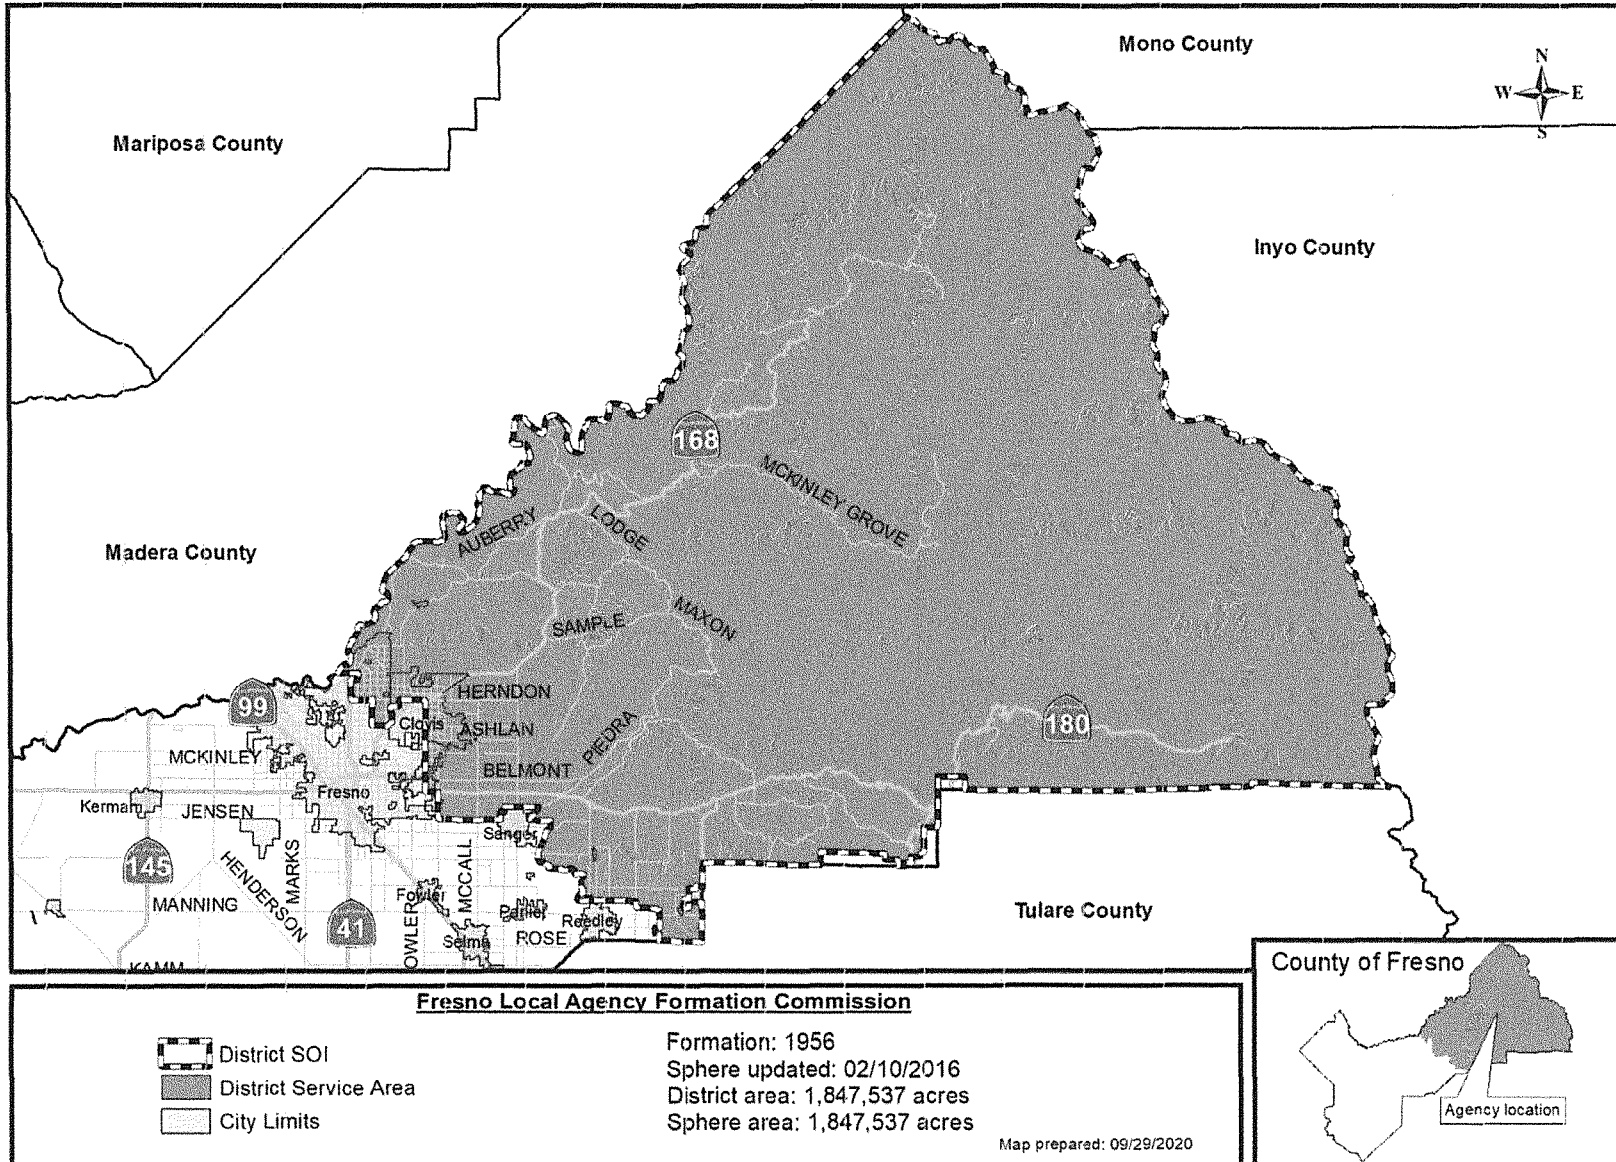 Mono County
N
W E
S
Mariposa County
Inyo County
168
MCKINLEY GROVE
AUBERRY
LODGE
Madera County
MAXON
SAMPLE
HERNDON
99
Clovis
ASHLAN
PIEDRA
180
MCKINLEY
BELMONT
Fresno
Kerman
JENSEN
Sanger
145
MARKS
MCCALL
HENDERSON
MANNING
Fowler
Parlier
Reedley
Tulare County
41
OWLER
Selma
ROSE
KAMM
County of Fresno
Agency location
Fresno Local Agency Formation Commission
District SOI
District Service Area
City Limits
Formation: 1956
Sphere updated: 02/10/2016
District area: 1,847,537 acres
Sphere area: 1,847,537 acres
Map prepared: 09/29/2020